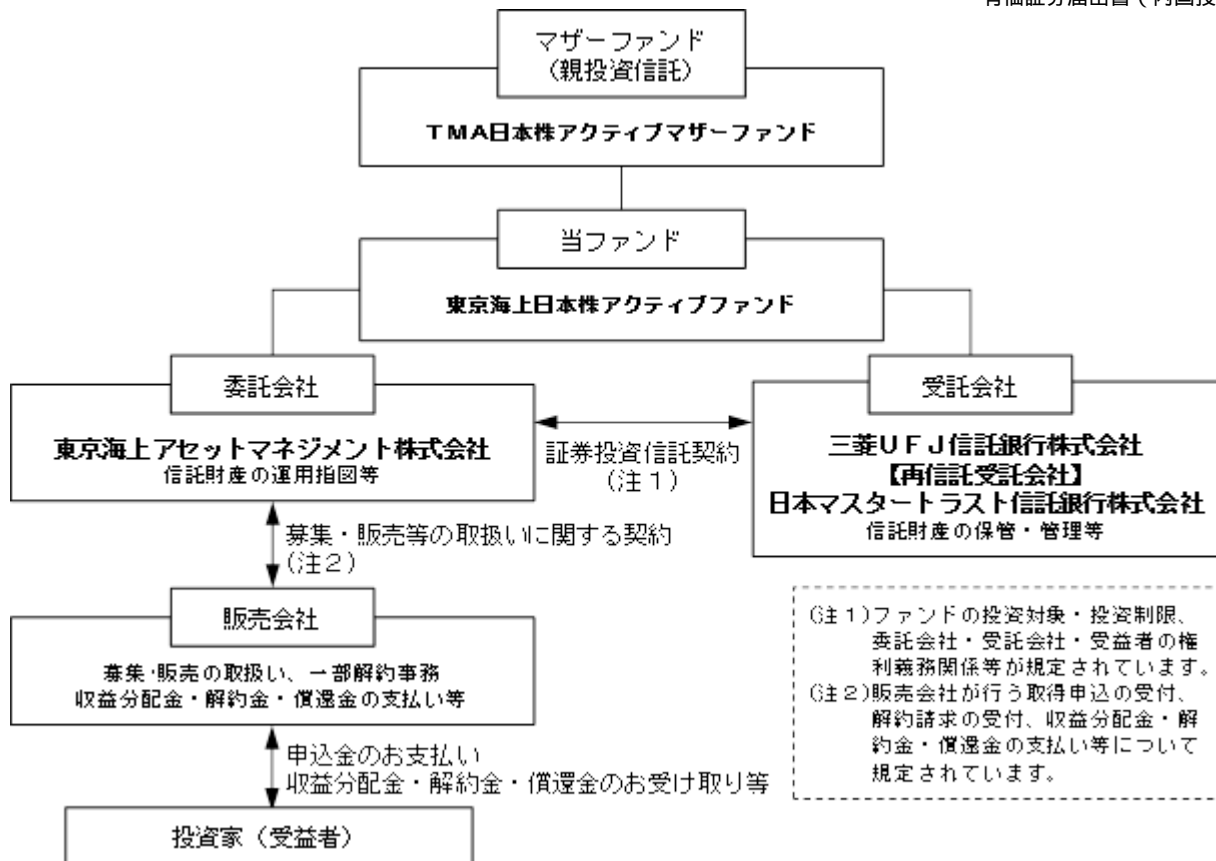 有価証券届出書（内国投
マザーファンド
（親投資信託）
ＴＭＡ日本株アクティブマザーファンド
当ファンド
東京海上日本株アクティブファンド
委託会社
東京海上アセットマネジメント株式会社
信託財産の運用指図等
証券投資信託契約
（注１）
受託会社
三菱ＵＦＪ信託銀行株式会社
【再信託受託会社】
日本マスタートラスト信託銀行株式会社
信託財産の保管・管理等
募集・販売等の取扱いに関する契約
（注２）
販売会社
募集・販売の取扱い、一部解約事務
収益分配金・解約金・償還金の支払い等
（注１）ファンドの投資対象・投資制限、
委託会社・受託会社・受益者の権
利義務関係等が規定されています。
（注２）販売会社が行う取得申込の受付、
解約請求の受付、収益分配金・解
約金・償還金の支払い等について
規定されています。
申込金のお支払い
収益分配金・解約金・償還金のお受け取り等
投資家（受益者）